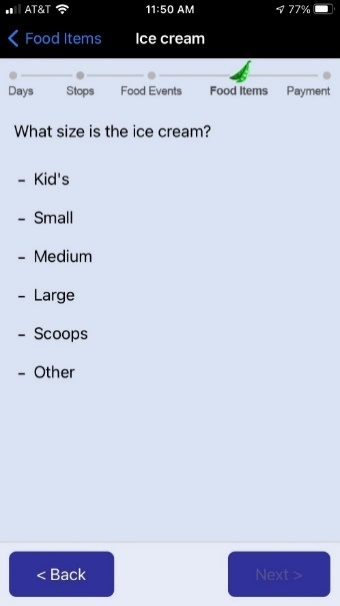 AT&T 11:50 AM 77%
Food Items Ice cream
Days Stops Food Events Food Items Payment
What size is the ice cream?
– Kid's
– Small
– Medium
– Large
– Scoops
– Other
< Back Next >